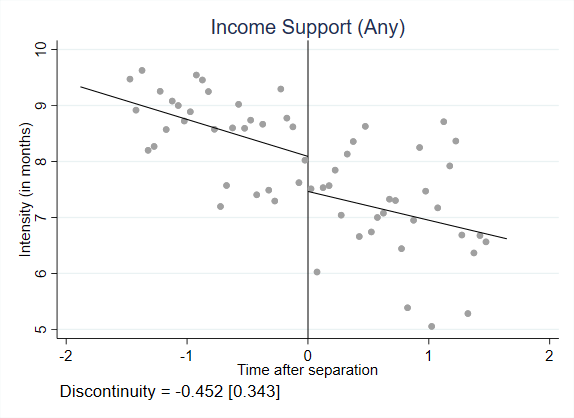 Income Support (Any)
Intensity (in months)
10
9
8
7
6
5
-2 -1 0 1 2
Time after separation
Discontinuity = -0.452 [0.343]